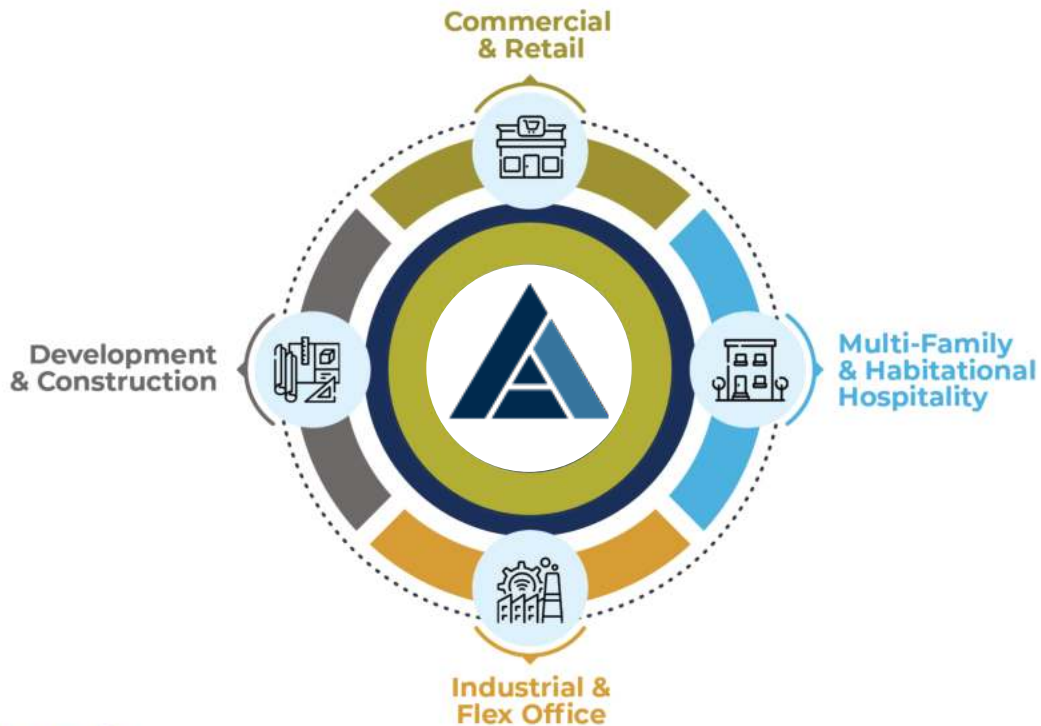 Commercial
& Retail
Development
& Construction
Multi-Family
& Habitational
Hospitality
Industrial &
Flex Office